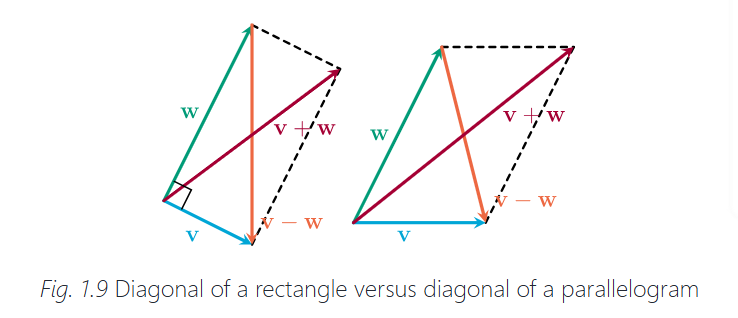 w
v + w
v − w
v
w
v + w
v − w
v
Fig. 1.9 Diagonal of a rectangle versus diagonal of a parallelogram